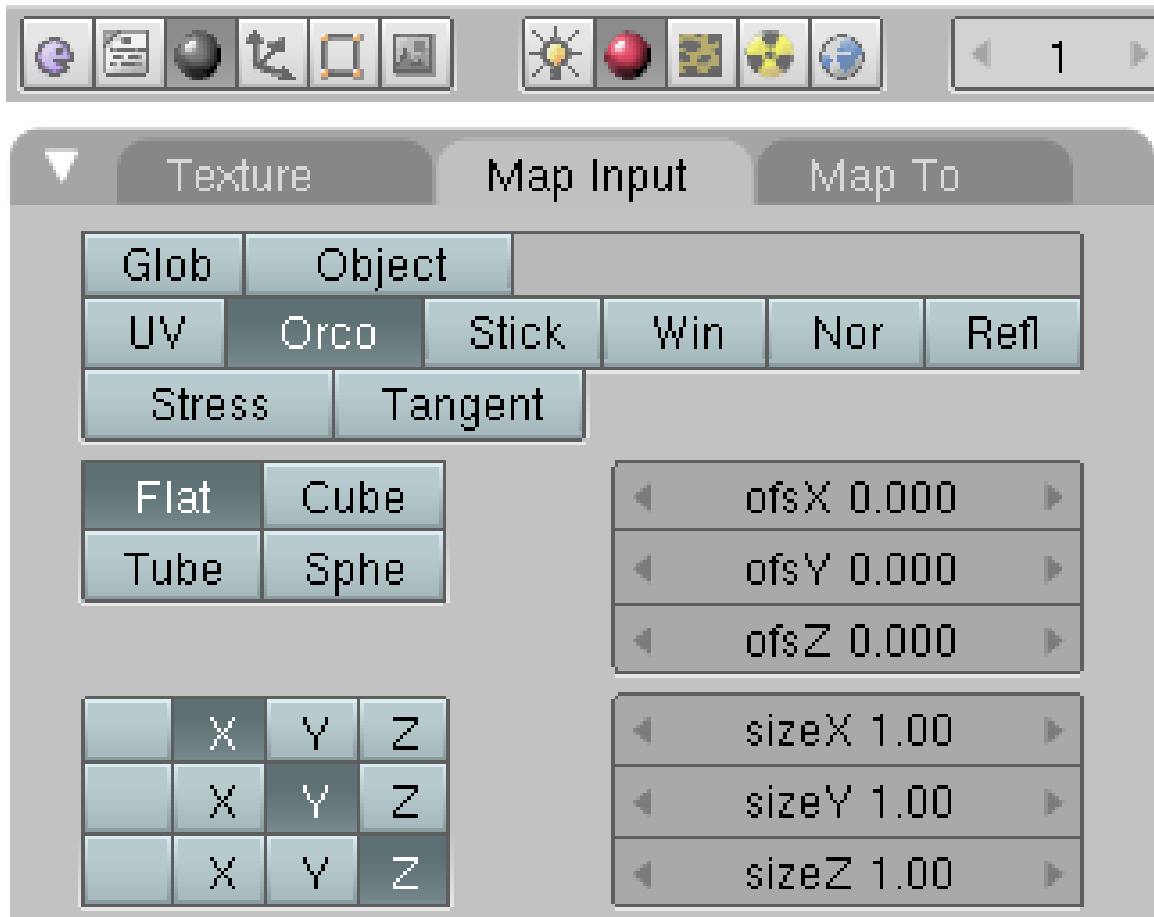 1
Texture Map Input Map To
Glob Object
UV Orco Stick Win Nor Refl
Stress Tangent
Flat Cube ofsX 0.000
Tube Sphe ofsY 0.000
ofsZ 0.000
X Y Z sizeX 1.00
X Y Z sizeY 1.00
X Y Z sizeZ 1.00